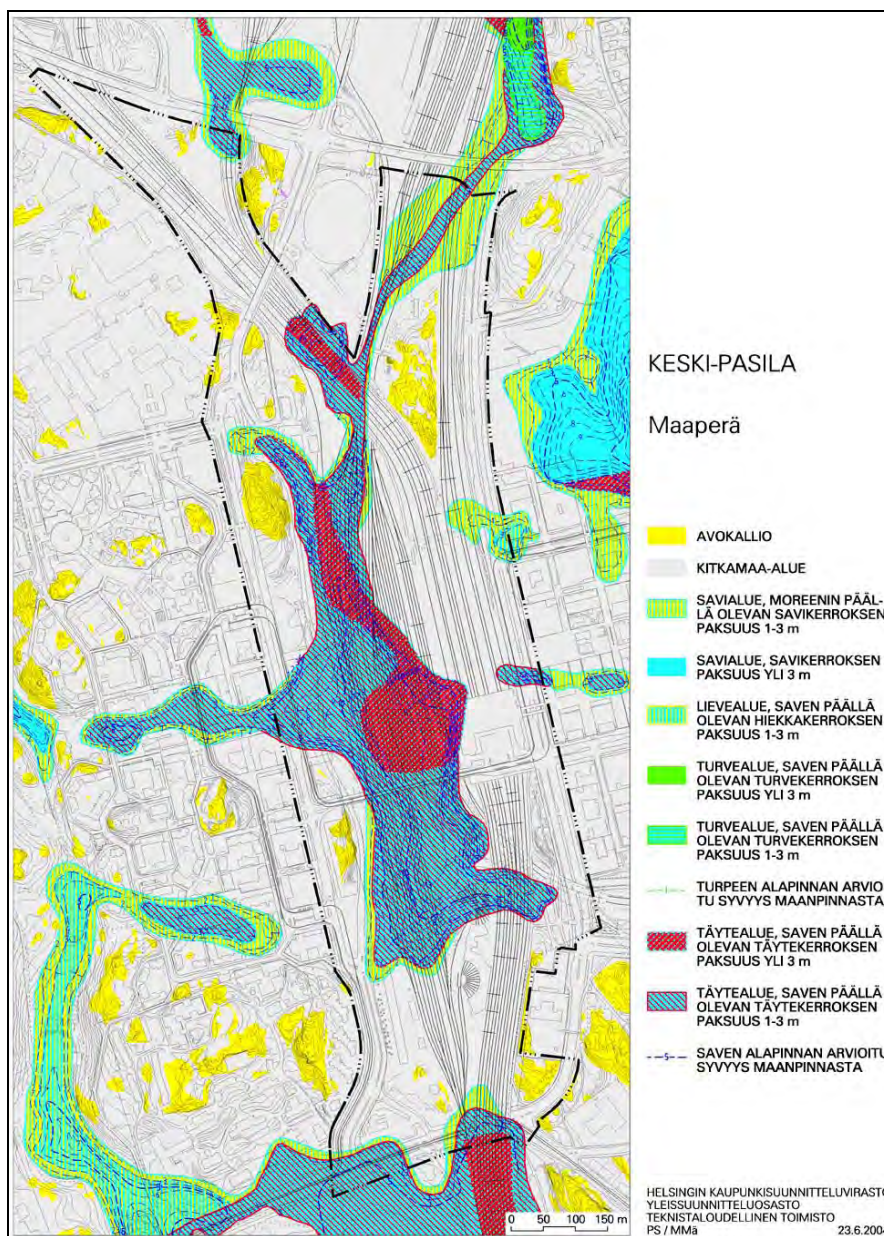 KESKI-PASILA
Maaperä
AVOKALLIO
KITKAMAA-ALUE
SAVIALUE, MOREENIN PÄÄL-
LÄ OLEVAN SAVIKERROKSEN
PAKSUUS 1-3 m
SAVIALUE, SAVIKERROKSEN
PAKSUUS YLI 3 m
LIEVEALUE, SAVEN PÄÄLLÄ
OLEVAN HIEKKAKERROKSEN
PAKSUUS 1-3 m
TURVEALUE, SAVEN PÄÄLLÄ
OLEVAN TURVEKERROKSEN
PAKSUUS YLI 3 m
TURVEALUE, SAVEN PÄÄLLÄ
OLEVAN TURVEKERROKSEN
PAKSUUS 1-3 m
TURPEEN ALAPINNAN ARVIO
TU SYVYYS MAANPINNASTA
TÄYTEALUE, SAVEN PÄÄLLÄ
OLEVAN TÄYTEKERROKSEN
PAKSUUS YLI 3 m
TÄYTEALUE, SAVEN PÄÄLLÄ
OLEVAN TÄYTEKERROKSEN
PAKSUUS 1-3 m
SAVEN ALAPINNAN ARVIOITU
SYVYYS MAANPINNASTA
HELSINGIN KAUPUNKISUUNNITTELUVIRASTO
YLEISSUUNNITTELUOSASTO
TEKNISTALOUDELLINEN TOIMISTO
PS / MMä 23.6.2004
0 50 100 150 m